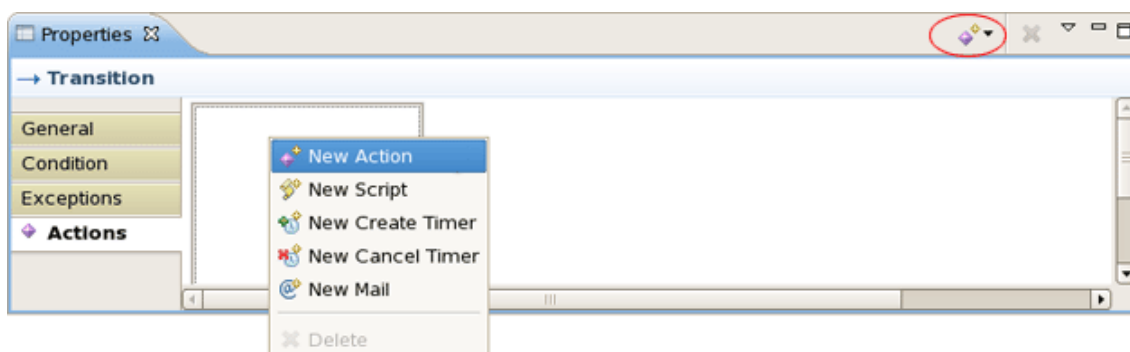 Properties
Transition
General
Condition
Exceptions
Actions
New Action
New Script
New Create Timer
New Cancel Timer
New Mail
Delete